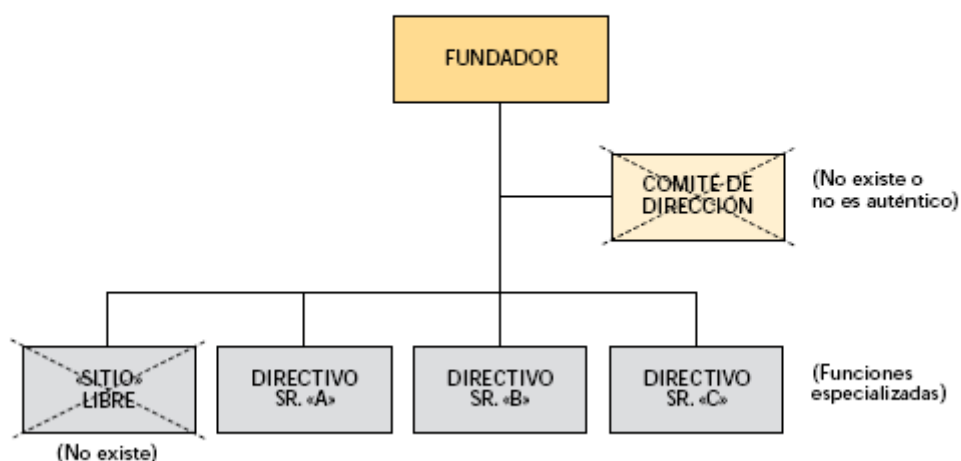 FUNDADOR
COMITÉ DE
DIRECCIÓN
(No existe o
no es auténtico)
«SITIO»
LIBRE
DIRECTIVO
SR. «A»
DIRECTIVO
SR. «B»
DIRECTIVO
SR. «C»
(Funciones
especializadas)
(No existe)